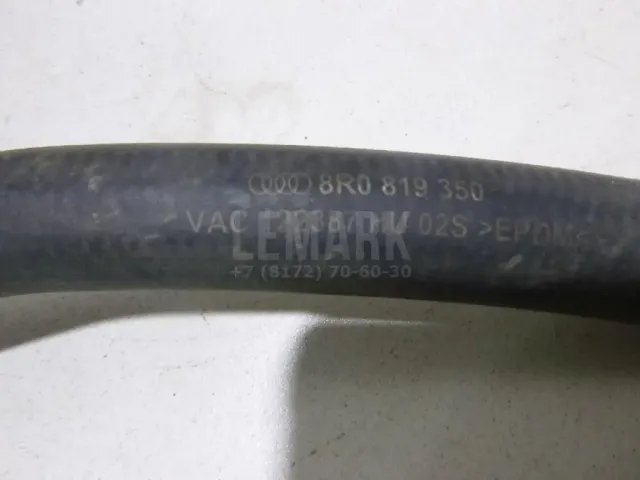 8R0 819 350
VAC 02S >EPDM<
LEMARK
+7 (8172) 70-60-30